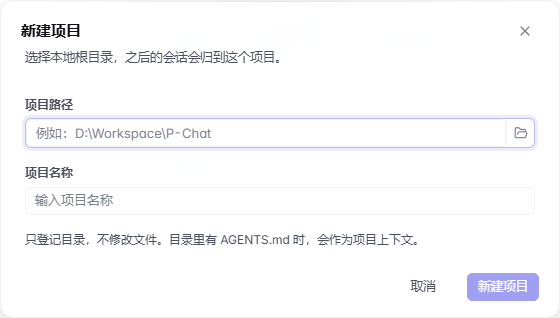 新建项目
选择本地根目录，之后的会话会归到这个项目。
项目路径
例如：D:\Workspace\P-Chat
项目名称
输入项目名称
只登记目录，不修改文件。目录里有 AGENTS.md 时，会作为项目上下文。
取消
新建项目